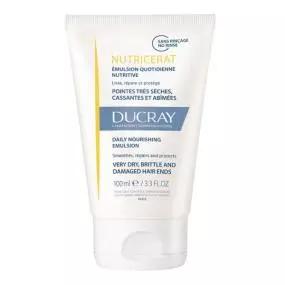 SANS RINÇAGE
NO RINSE
NUTRICERAT
ÉMULSION QUOTIDIENNE
NUTRITIVE
Lisse, répare et protège
POINTES TRÈS SÈCHES,
CASSANTES ET ABÎMÉES
DUCRAY
LABORATOIRES DERMATOLOGIQUES
DAILY NOURISHING
EMULSION
Smoothes, repairs and protects
VERY DRY, BRITTLE AND
DAMAGED HAIR ENDS
100ml e / 3.3 FL.OZ
PARIS